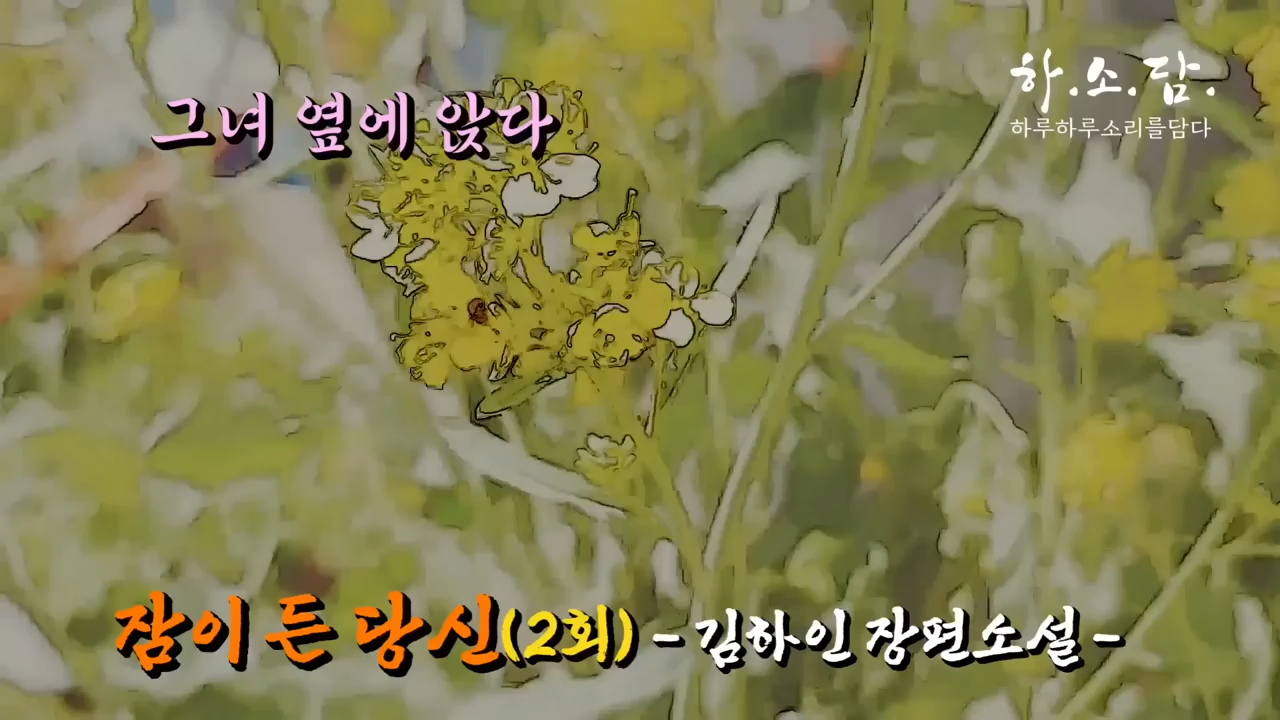 그녀 옆에 앉다
하.소.담.
하루하루소리를담다
잠이 든 당신(2회) - 김하인 장편소설 -